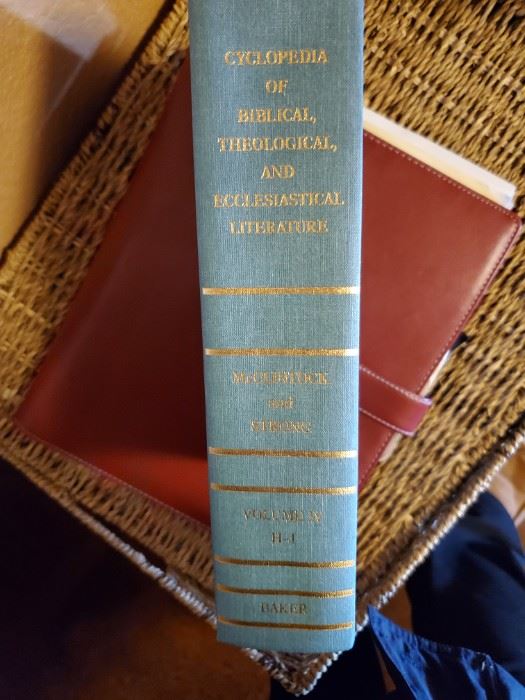 CYCLOPEDIA
OF
BIBLICAL,
THEOLOGICAL,
AND
ECCLESIASTICAL
LITERATURE
McCLINTOCK
and
STRONG
VOLUME IV
H-J
BAKER